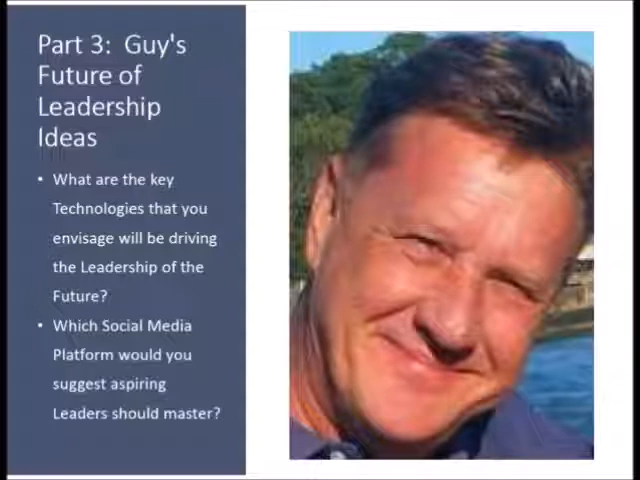 Part 3:  Guy's
Future of
Leadership
Ideas
• What are the key
Technologies that you
envisage will be driving
the Leadership of the
Future?
• Which Social Media
Platform would you
suggest aspiring
Leaders should master?